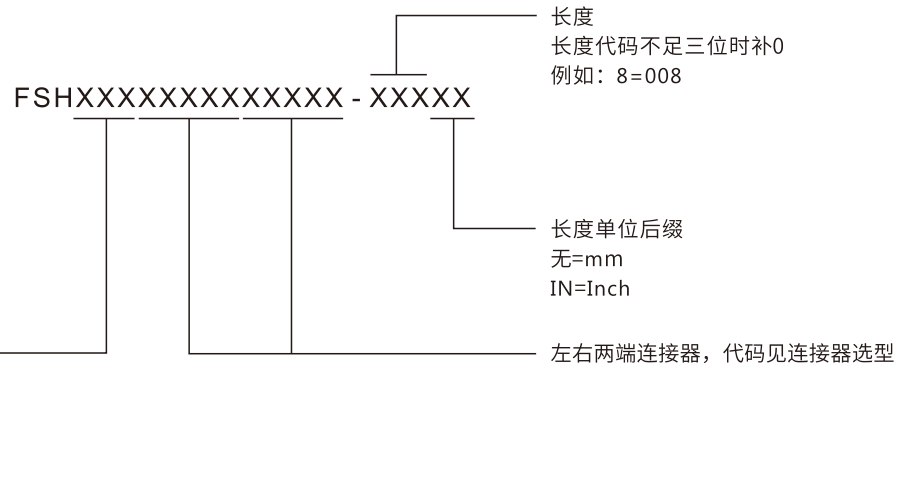 长度
长度代码不足三位时补0
例如：8=008
FSHXXXXXXXXXXXXX-XXXXX
长度单位后缀
无=mm
IN=Inch
左右两端连接器，代码见连接器选型